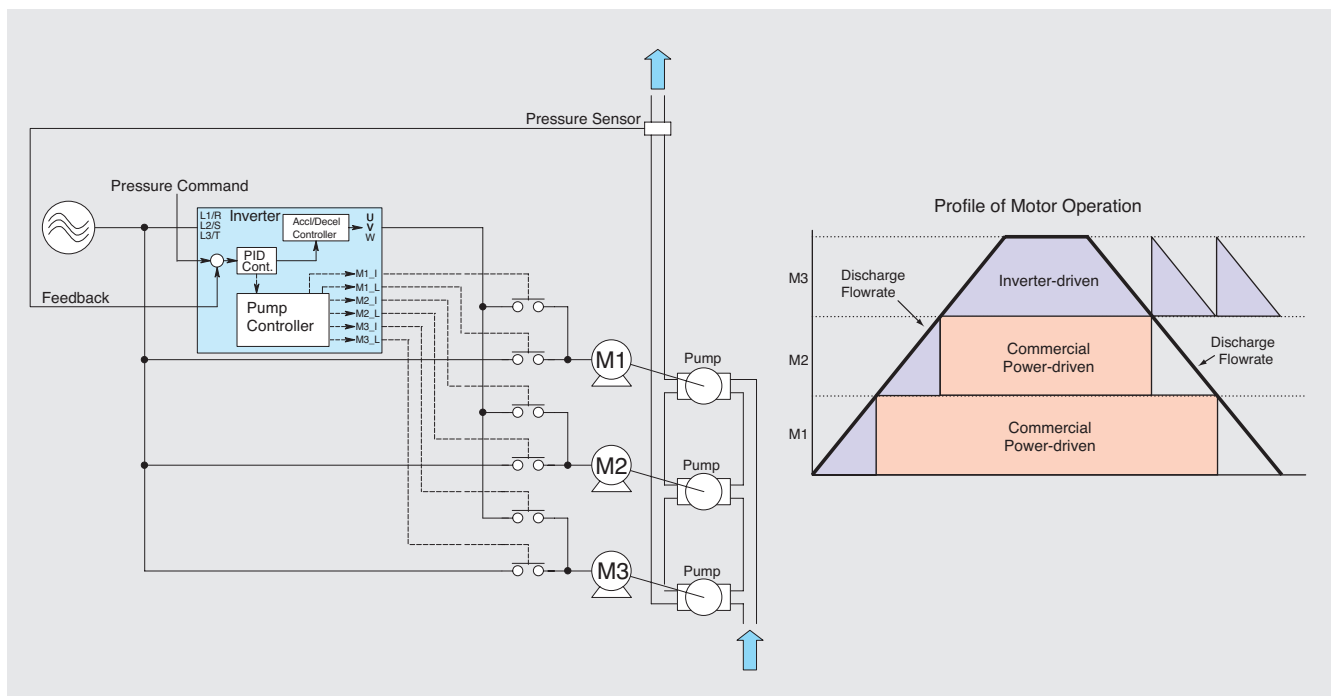 Pressure Sensor
Pressure Command
L1/R
L2/S
L3/T
Inverter
Accl/Decel
Controller
U
V
W
PID
Cont.
Feedback
Pump
Controller
M1_I
M1_L
M2_I
M2_L
M3_I
M3_L
M1
Pump
M2
Pump
M3
Pump
Profile of Motor Operation
M3
Discharge
Flowrate
Inverter-driven
M2
Commercial
Power-driven
Discharge
Flowrate
M1
Commercial
Power-driven